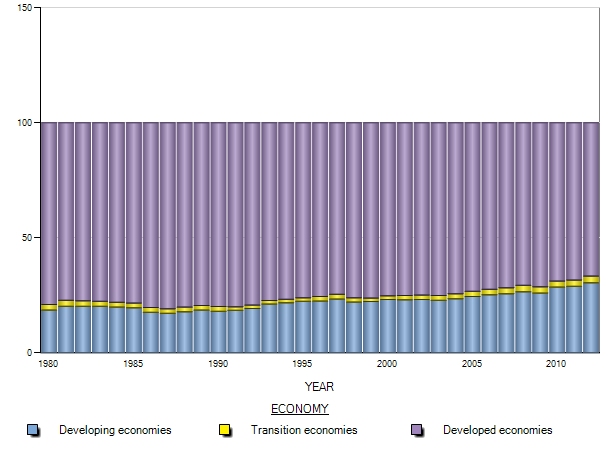 150
100
50
0
1980 1985 1990 1995 2000 2005 2010
YEAR
ECONOMY
Developing economies Transition economies Developed economies